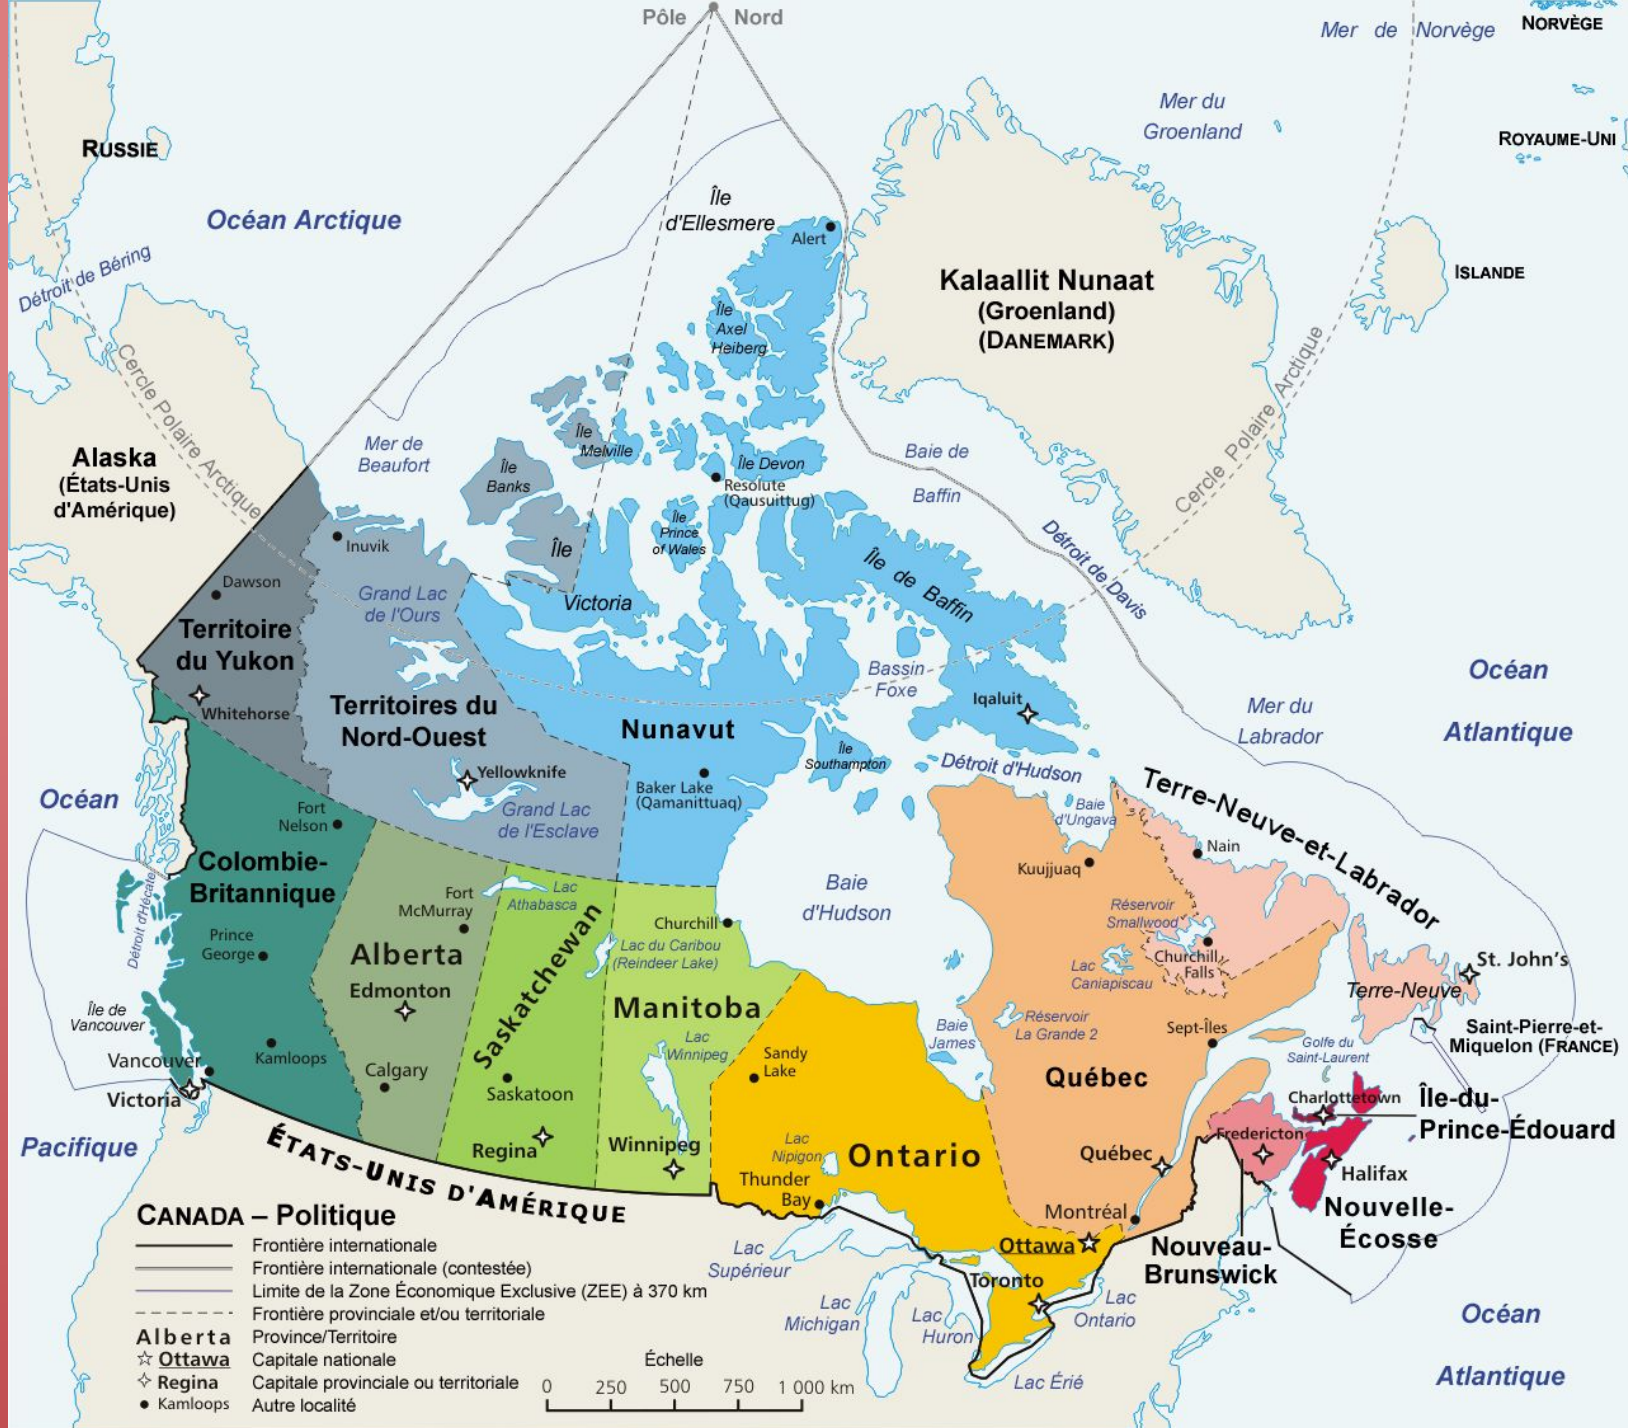 Pôle Nord
Mer de Norvège
NORVÈGE
Mer du
Groenland
RUSSIE
ROYAUME-UNI
Océan Arctique
Île
d'Ellesmere
Alert
Détroit de Béring
Kalaallit Nunaat
(Groenland)
(DANEMARK)
ISLANDE
Île
Axel
Heiberg
Cercle Polaire Arctique
Cercle Polaire Arctique
Alaska
(États-Unis
d'Amérique)
Mer de
Beaufort
Île
Melville
Île
Banks
Île Devon
Resolute
(Qausuittug)
Baie de
Baffin
Île
Prince
of Wales
Inuvik
Île
Victoria
Île de Baffin
Détroit de Davis
Dawson
Grand Lac
de l'Ours
Territoire
du Yukon
Whitehorse
Territoires du
Nord-Ouest
Yellowknife
Grand Lac
de l'Esclave
Nunavut
Baker Lake
(Qamanittuaq)
Bassin
Foxe
Iqaluit
Île
Southampton
Détroit d'Hudson
Mer du
Labrador
Océan
Atlantique
Océan
Pacifique
Fort
Nelson
Colombie-
Britannique
Détroit d'Hécate
Prince
George
Île de
Vancouver
Vancouver
Victoria
Kamloops
Fort
McMurray
Alberta
Edmonton
Calgary
Lac
Athabasca
Saskatchewan
Saskatoon
Regina
Churchill
Lac du Caribou
(Reindeer Lake)
Manitoba
Lac
Winnipeg
Winnipeg
Baie
d'Hudson
Baie
James
Sandy
Lake
Ontario
Lac
Nipigon
Thunder
Bay
Baie
d'Ungava
Kuujjuaq
Terre-Neuve-et-Labrador
Nain
Réservoir
Smallwood
Churchill
Falls
Lac
Caniapiscau
Réservoir
La Grande 2
Sept-Îles
Québec
Québec
Montréal
St. John's
Terre-Neuve
Saint-Pierre-et-
Miquelon (FRANCE)
Golfe du
Saint-Laurent
Charlottetown
Île-du-
Prince-Édouard
Fredericton
Halifax
Nouvelle-
Écosse
Nouveau-
Brunswick
Ottawa
Toronto
Lac
Supérieur
Lac
Michigan
Lac
Huron
Lac
Ontario
Lac Érié
Océan
Atlantique
ÉTATS-UNIS D'AMÉRIQUE
CANADA – Politique
Frontière internationale
Frontière internationale (contestée)
Limite de la Zone Économique Exclusive (ZEE) à 370 km
Frontière provinciale et/ou territoriale
Alberta Province/Territoire
Ottawa Capitale nationale
Regina Capitale provinciale ou territoriale
Kamloops Autre localité
Échelle
0 250 500 750 1 000 km